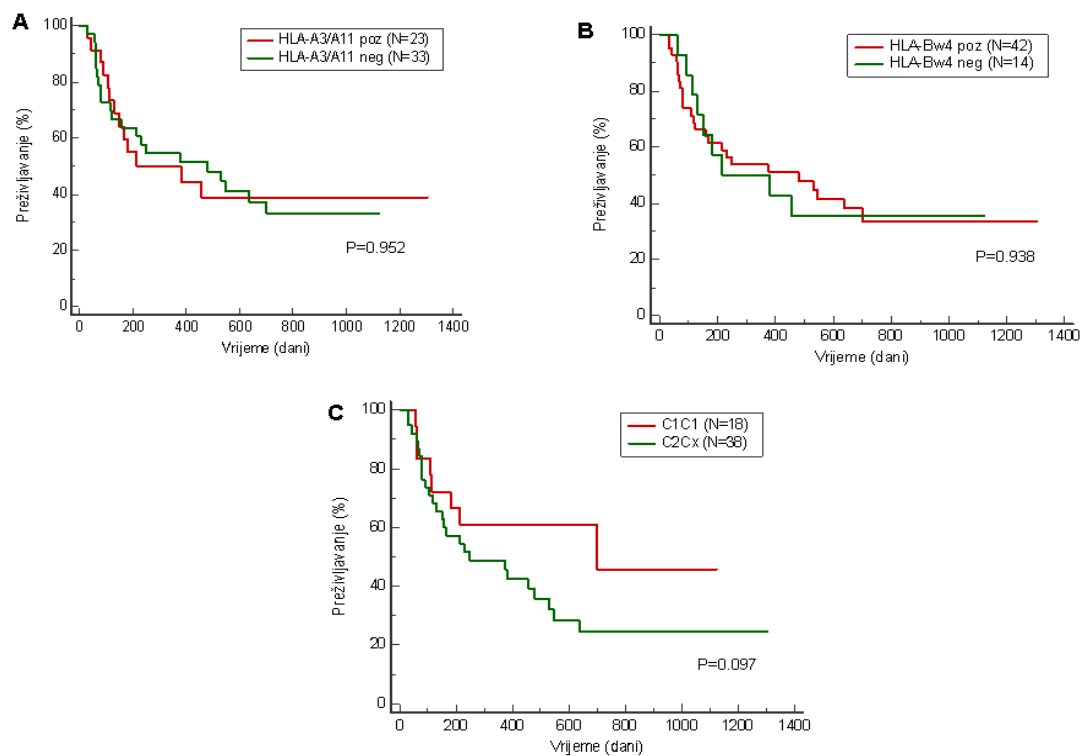 A
HLA-A3/A11 poz (N=23)
HLA-A3/A11 neg (N=33)
Preživljavanje (%)
100
80
60
40
20
0
P=0.952
0 200 400 600 800 1000 1200 1400
Vrijeme (dani)
B
HLA-Bw4 poz (N=42)
HLA-Bw4 neg (N=14)
Preživljavanje (%)
100
80
60
40
20
0
P=0.938
0 200 400 600 800 1000 1200 1400
Vrijeme (dani)
C
C1C1 (N=18)
C2Cx (N=38)
Preživljavanje (%)
100
80
60
40
20
0
P=0.097
0 200 400 600 800 1000 1200 1400
Vrijeme (dani)